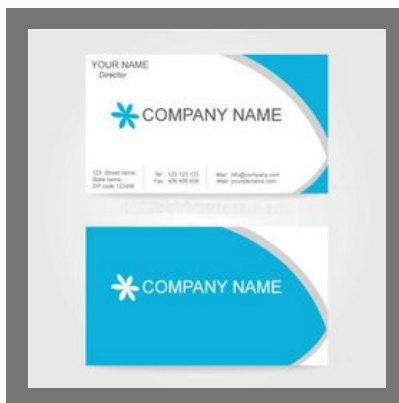 YOUR NAME
Director
COMPANY NAME
123. Street name,
State name
ZIP code 123456
Tel : 123 123 123
Fax : 456 456 456
Mail: info@company.com
Web: yoursitename.com
COMPANY NAME